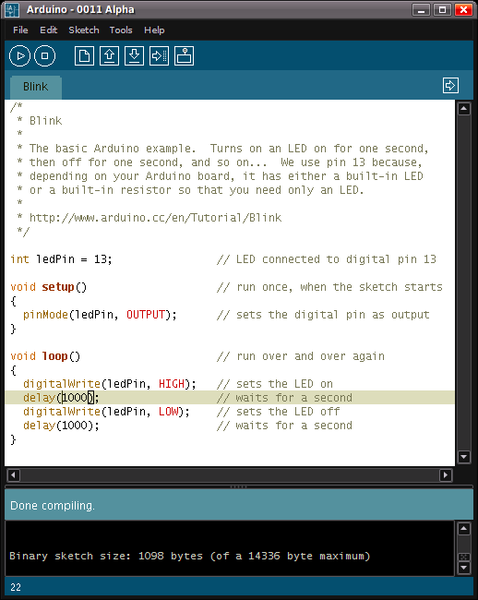 Arduino - 0011 Alpha
File Edit Sketch Tools Help
Blink
/*
 * Blink
 *
 * The basic Arduino example.  Turns on an LED on for one second,
 * then off for one second, and so on...  We use pin 13 because,
 * depending on your Arduino board, it has either a built-in LED
 * or a built-in resistor so that you need only an LED.
 *
 * http://www.arduino.cc/en/Tutorial/Blink
 */
int ledPin = 13;                // LED connected to digital pin 13
void setup()                    // run once, when the sketch starts
{
  pinMode(ledPin, OUTPUT);      // sets the digital pin as output
}
void loop()                     // run over and over again
{
  digitalWrite(ledPin, HIGH);   // sets the LED on
  delay(1000);                  // waits for a second
  digitalWrite(ledPin, LOW);    // sets the LED off
  delay(1000);                  // waits for a second
}
Done compiling.
Binary sketch size: 1098 bytes (of a 14336 byte maximum)
22